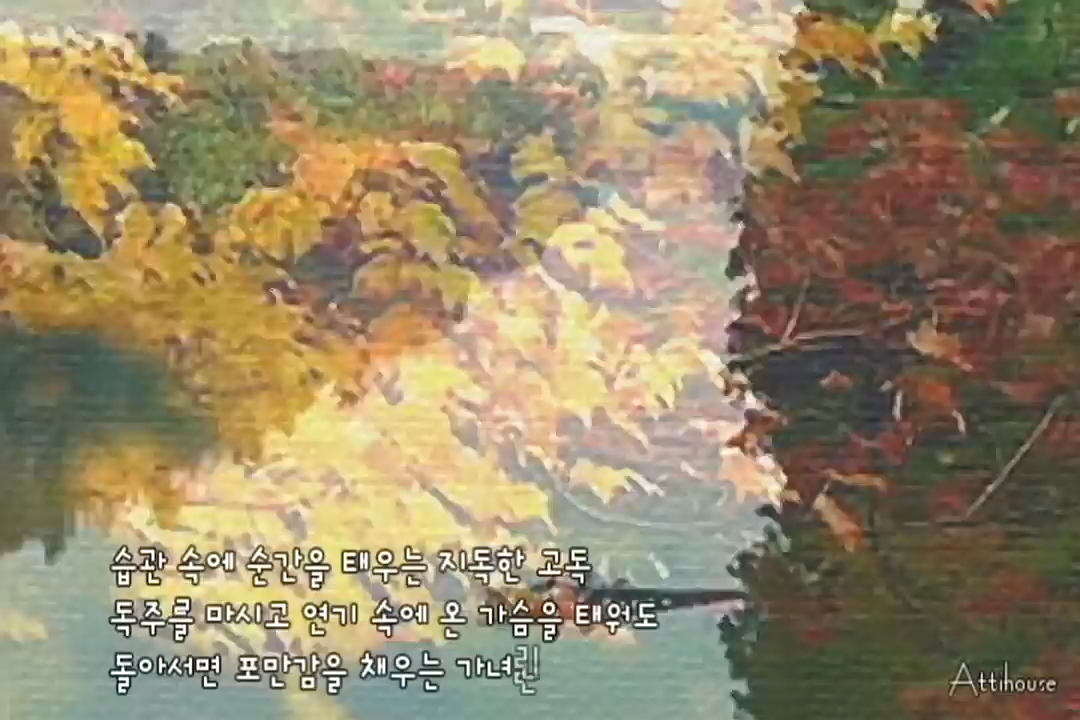 습관 속에 순간을 태우는 지독한 고독
독주를 마시고 연기 속에 온 가슴을 태워도
돌아서면 포만감을 채우는 가녀린
Attihouse